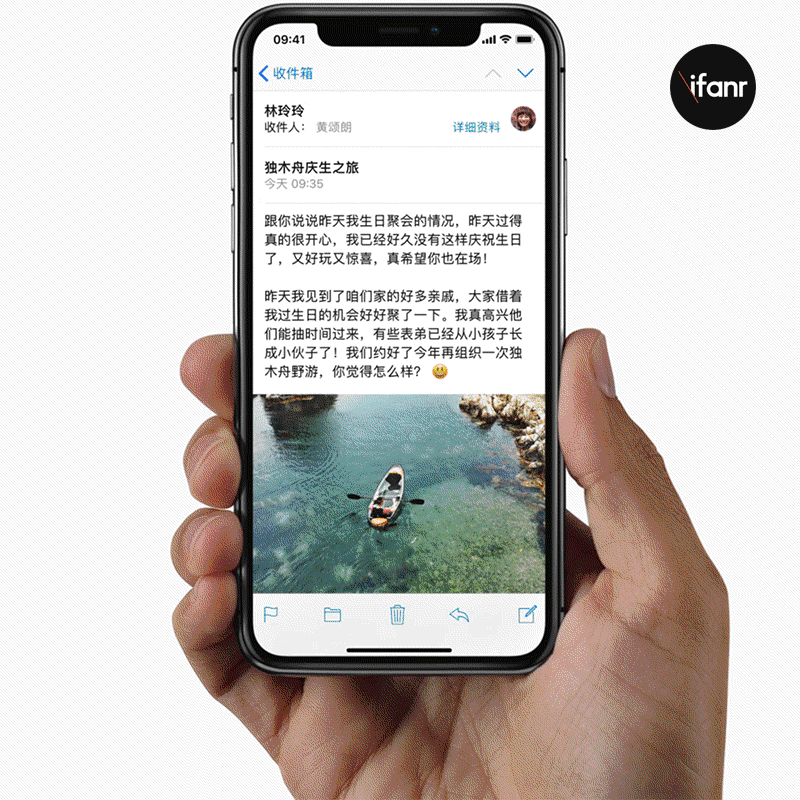 09:41
ifanr
收件箱
林玲玲
收件人： 黄颂朗
详细资料
独木舟庆生之旅
今天 09:35
跟你说说昨天我生日聚会的情况，昨天过得
真的很开心，我已经好久没有这样庆祝生日
了，又好玩又惊喜，真希望你也在场！
昨天我见到了咱们家的好多亲戚，大家借着
我过生日的机会好好聚了一下。我真高兴他
们能抽时间过来，有些表弟已经从小孩子长
成小伙子了！我们约好了今年再组织一次独
木舟野游，你觉得怎么样？ 😃